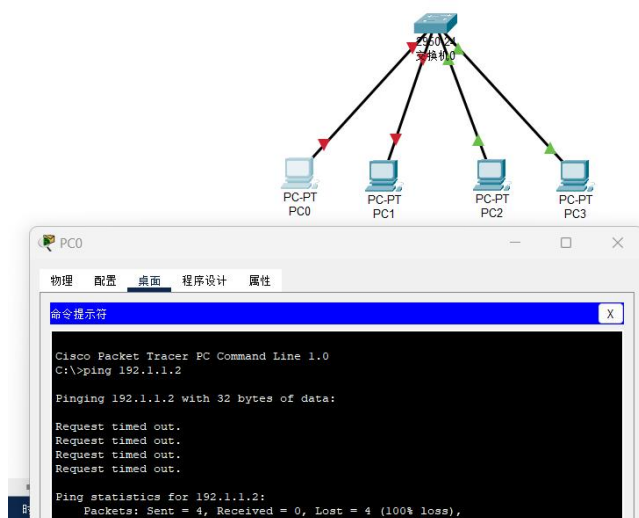 2960-24
交换机0
PC-PT
PC0
PC-PT
PC1
PC-PT
PC2
PC-PT
PC3
PC0
物理 配置 桌面 程序设计 属性
命令提示符
X
Cisco Packet Tracer PC Command Line 1.0
C:\>ping 192.1.1.2
Pinging 192.1.1.2 with 32 bytes of data:
Request timed out.
Request timed out.
Request timed out.
Request timed out.
Ping statistics for 192.1.1.2:
Packets: Sent = 4, Received = 0, Lost = 4 (100% loss),